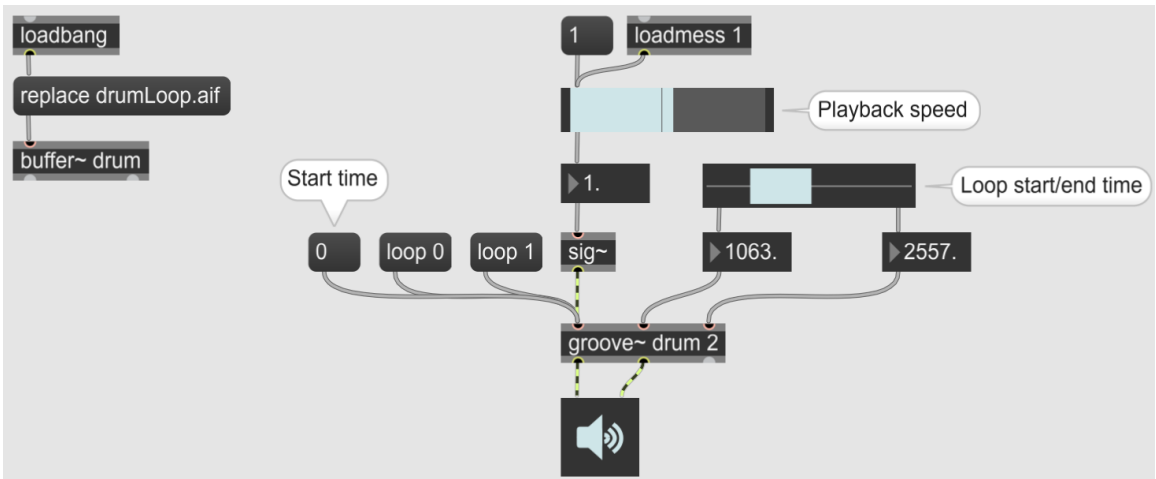 loadbang
1
loadmess 1
replace drumLoop.aif
Playback speed
buffer~ drum
Start time
1.
Loop start/end time
0
loop 0
loop 1
sig~
1063.
2557.
groove~ drum 2